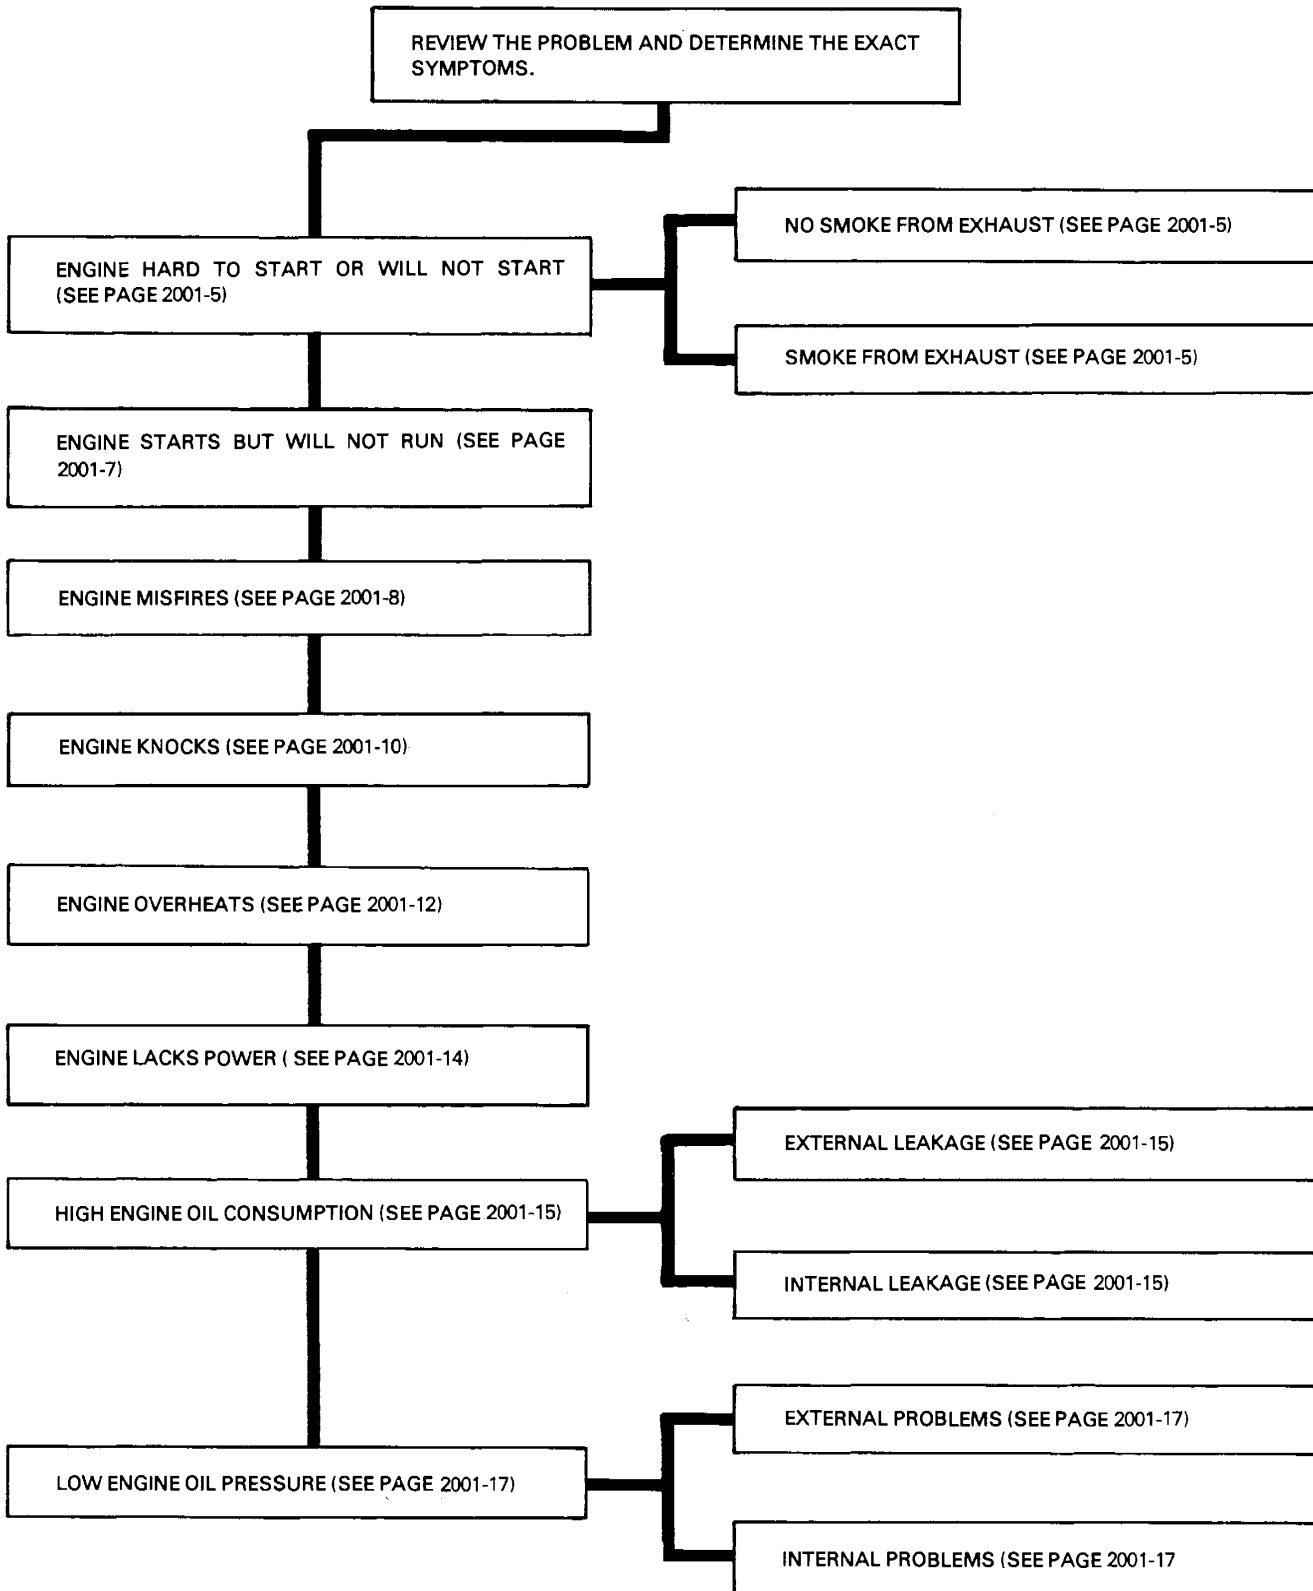 REVIEW THE PROBLEM AND DETERMINE THE EXACT
SYMPTOMS.
ENGINE HARD TO START OR WILL NOT START
(SEE PAGE 2001-5)
NO SMOKE FROM EXHAUST (SEE PAGE 2001-5)
SMOKE FROM EXHAUST (SEE PAGE 2001-5)
ENGINE STARTS BUT WILL NOT RUN (SEE PAGE
2001-7)
ENGINE MISFIRES (SEE PAGE 2001-8)
ENGINE KNOCKS (SEE PAGE 2001-10)
ENGINE OVERHEATS (SEE PAGE 2001-12)
ENGINE LACKS POWER ( SEE PAGE 2001-14)
HIGH ENGINE OIL CONSUMPTION (SEE PAGE 2001-15)
EXTERNAL LEAKAGE (SEE PAGE 2001-15)
INTERNAL LEAKAGE (SEE PAGE 2001-15)
LOW ENGINE OIL PRESSURE (SEE PAGE 2001-17)
EXTERNAL PROBLEMS (SEE PAGE 2001-17)
INTERNAL PROBLEMS (SEE PAGE 2001-17